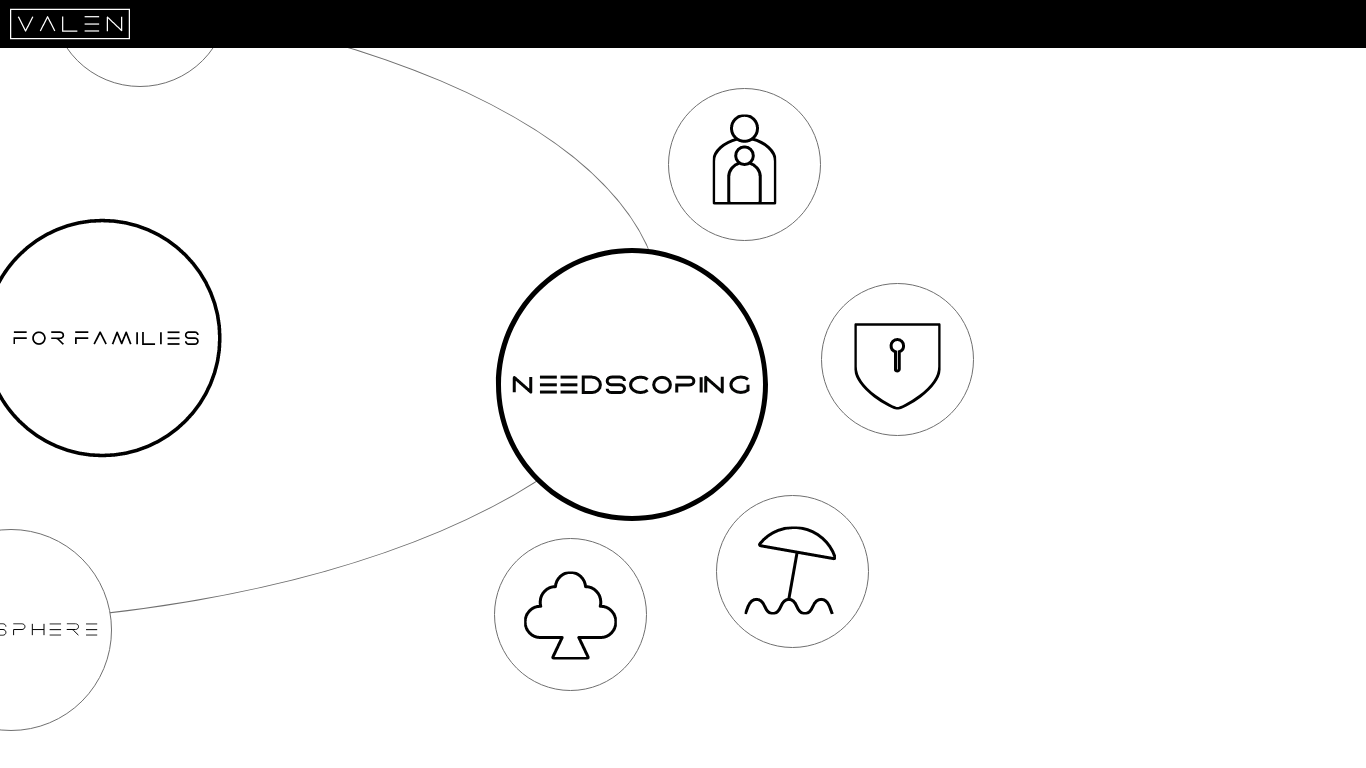 VALEN
FOR FAMILIES
NEEDSCOPING
SPHERE